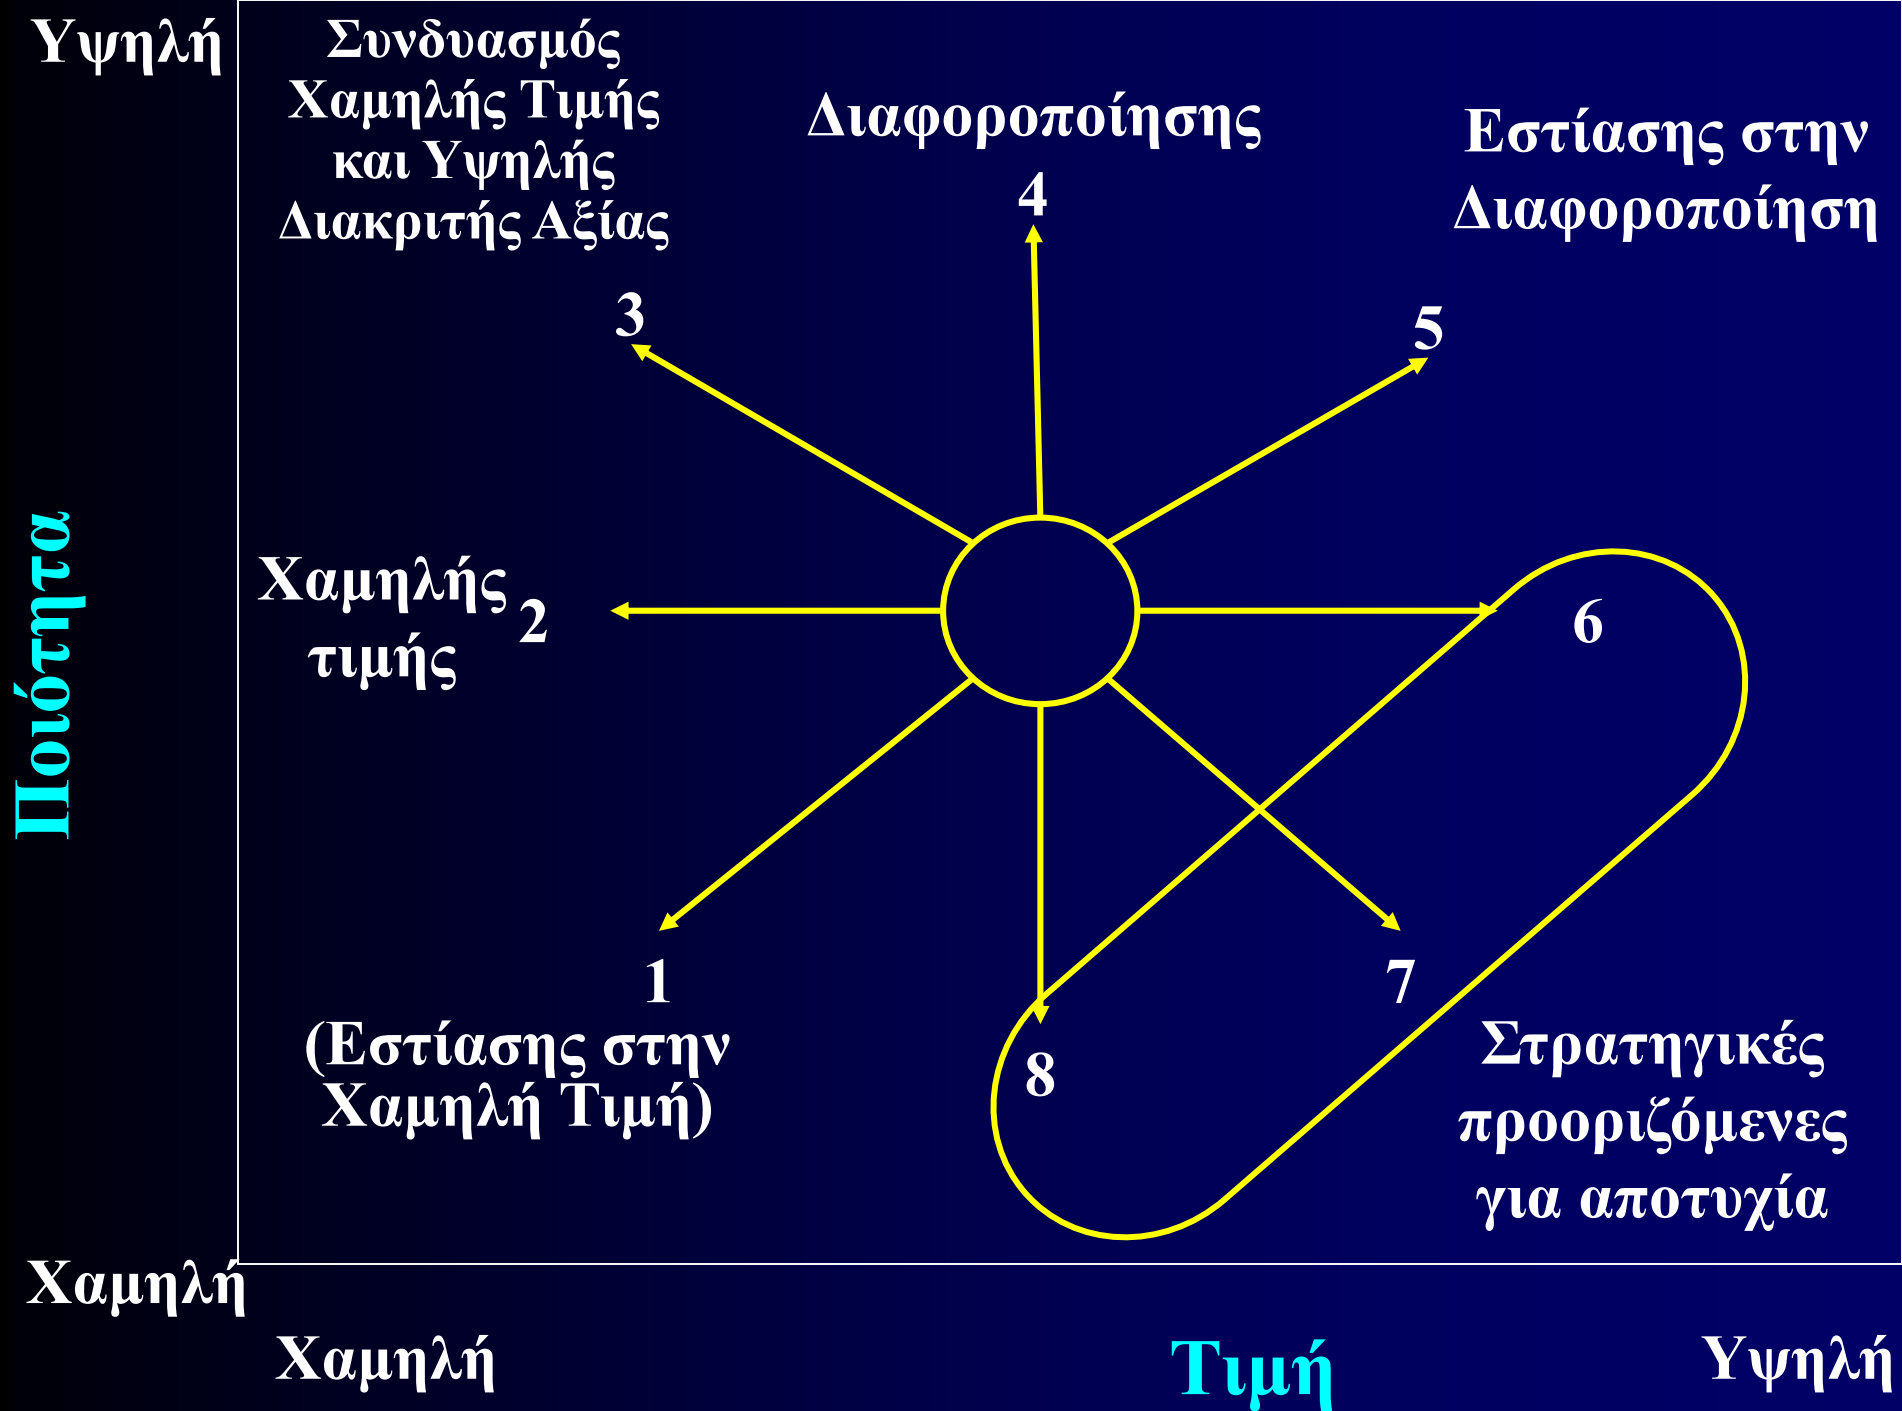 Υψηλή
Συνδυασμός
Χαμηλής Τιμής
και Υψηλής
Διακριτής Αξίας
3
Διαφοροποίησης
4
Εστίασης στην
Διαφοροποίηση
5
Ποιότητα
Χαμηλής
τιμής
2
6
1
(Εστίασης στην
Χαμηλή Τιμή)
8
7
Στρατηγικές
προοριζόμενες
για αποτυχία
Χαμηλή
Χαμηλή
Τιμή
Υψηλή